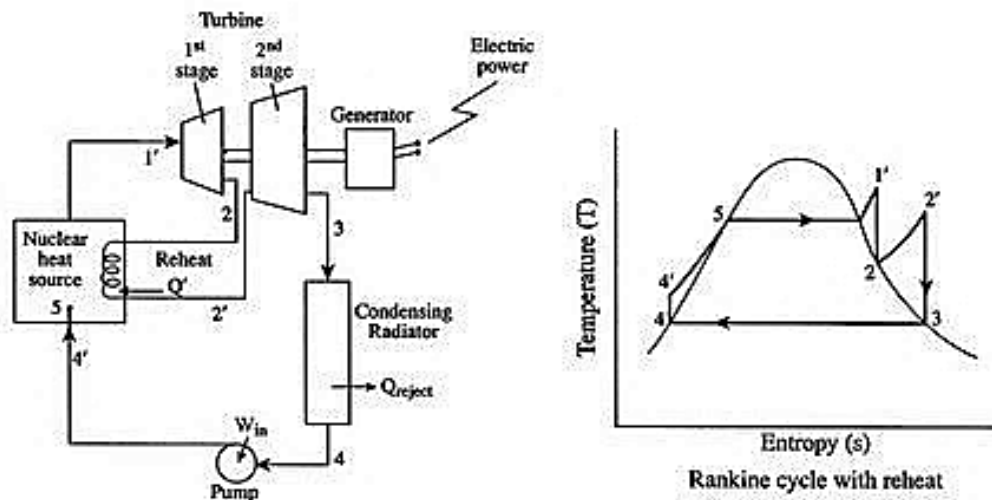 Turbine
1st stage
2nd stage
Electric power
Generator
1'
2
3
Nuclear heat source
5
Reheat
Q'
2'
4'
Condensing Radiator
Qreject
Win
4
Pump
Temperature (T)
5
1'
2'
4'
2
4
3
Entropy (s)
Rankine cycle with reheat